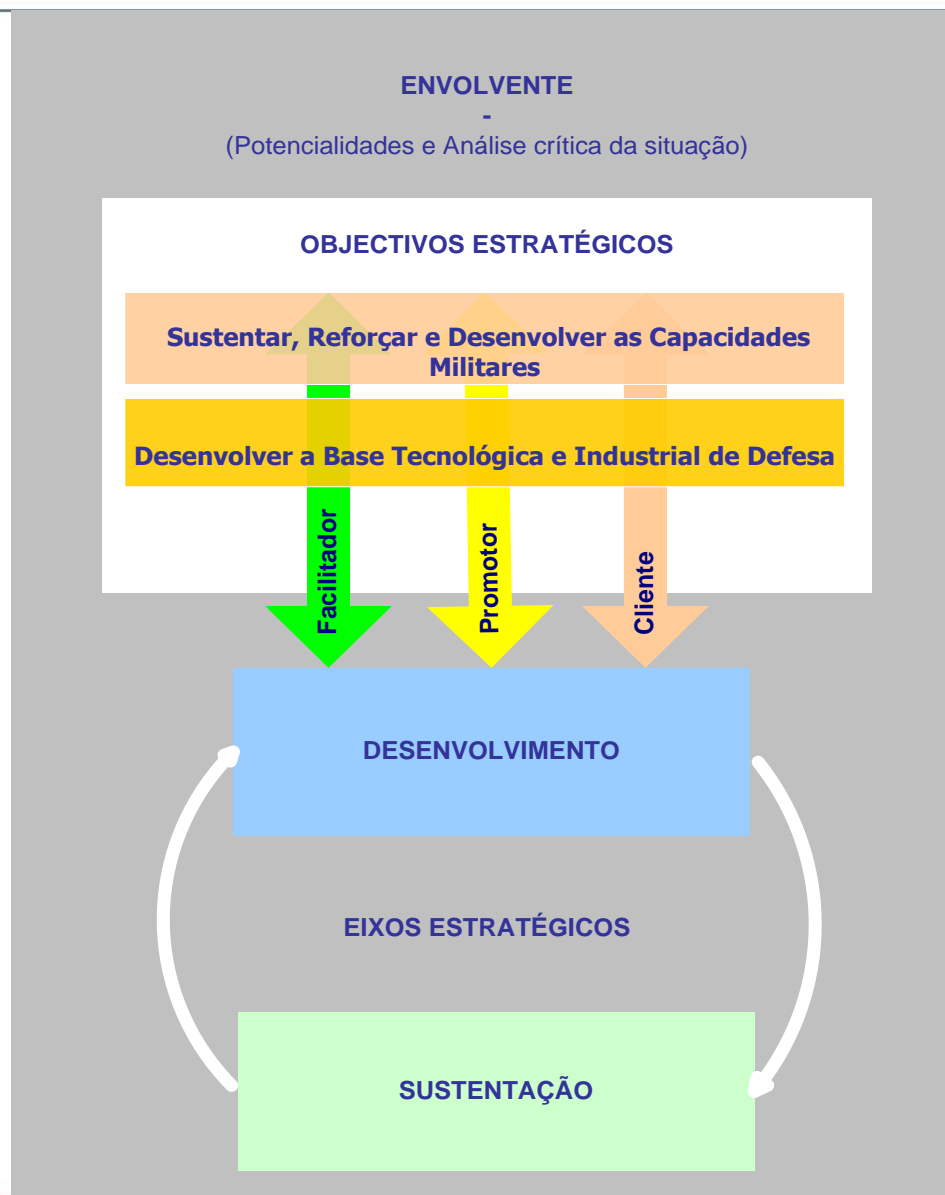 ENVOLVENTE
-
(Potencialidades e Análise crítica da situação)
OBJECTIVOS ESTRATÉGICOS
Sustentar, Reforçar e Desenvolver as Capacidades
Militares
Desenvolver a Base Tecnológica e Industrial de Defesa
Facilitador
Promotor
Cliente
DESENVOLVIMENTO
EIXOS ESTRATÉGICOS
SUSTENTAÇÃO